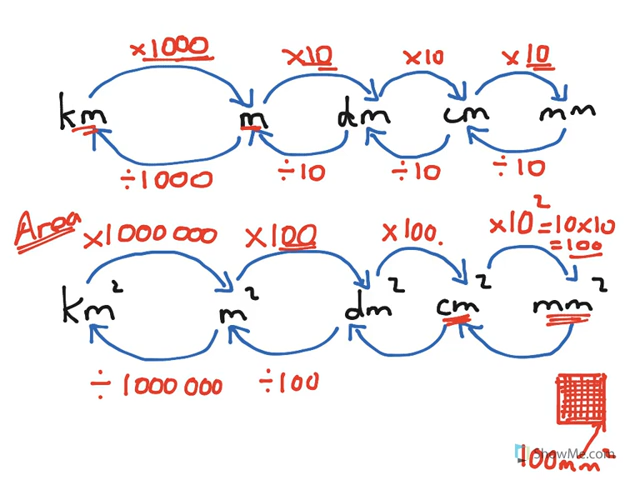 ×1000 ×10 ×10 ×10
km m dm cm mm
÷1000 ÷10 ÷10 ÷10
Area ×1000 000 ×100 ×100. ×10² = 10×10
= 100
km² m² dm² cm² mm²
÷ 1000 000 ÷100
ShowMe.com
100mm²